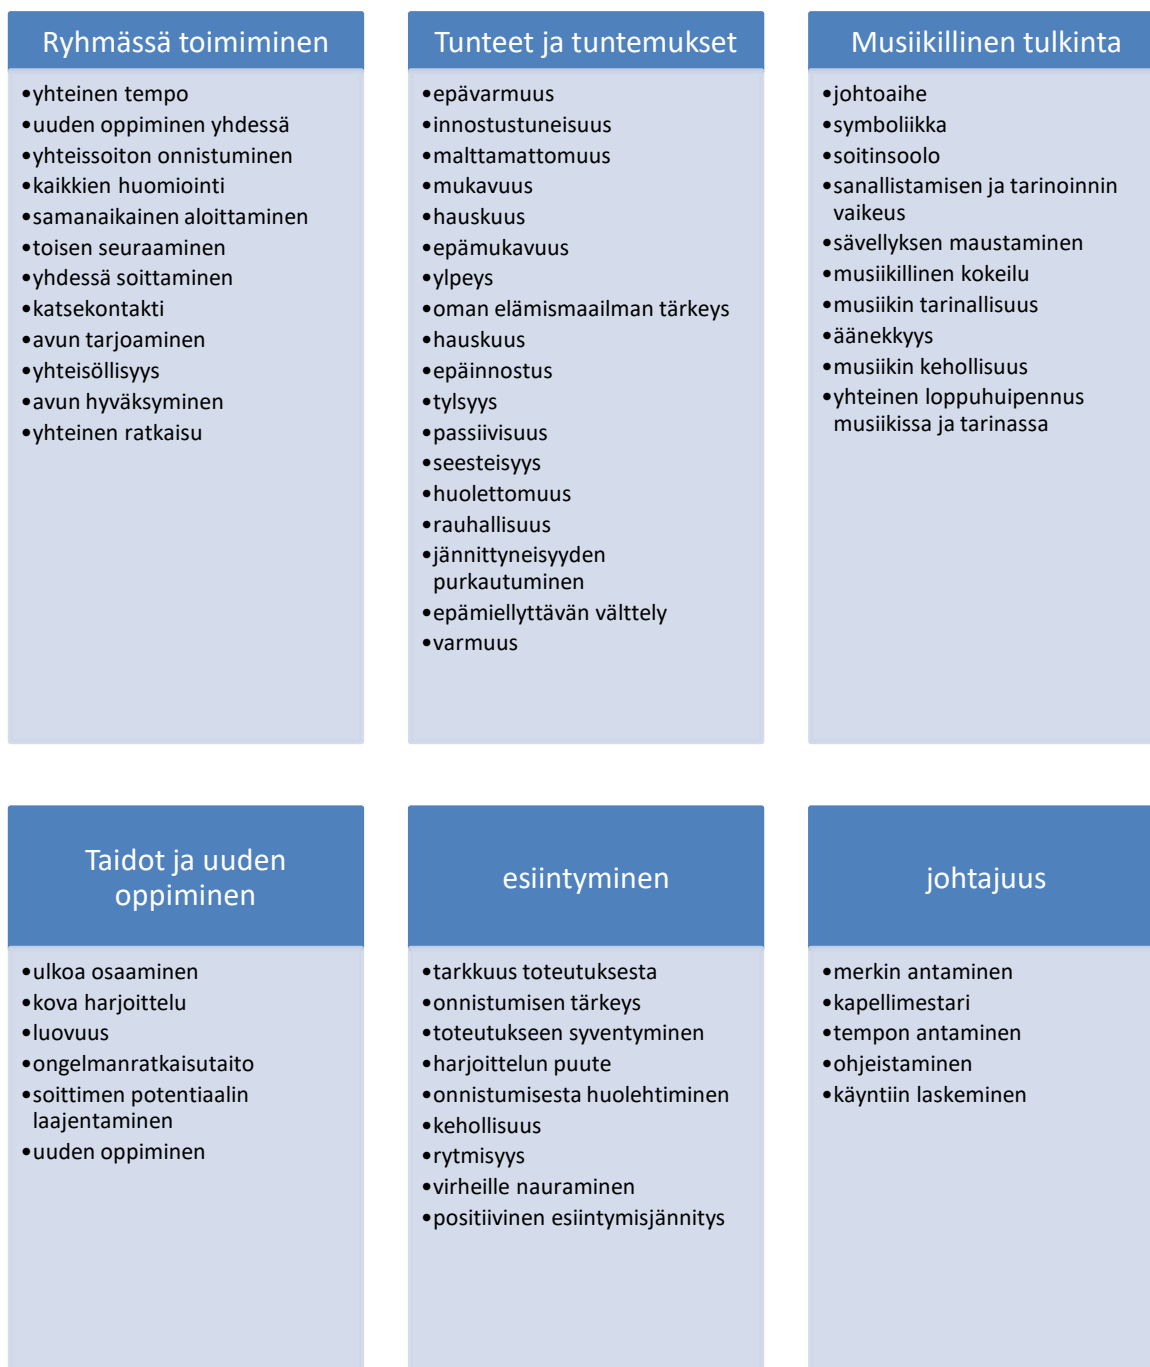 Ryhmässä toimiminen
•yhteinen tempo
•uuden oppiminen yhdessä
•yhteissoiton onnistuminen
•kaikkien huomiointi
•samanaikainen aloittaminen
•toisen seuraaminen
•yhdessä soittaminen
•katsekontakti
•avun tarjoaminen
•yhteisöllisyys
•avun hyväksyminen
•yhteinen ratkaisu
Tunteet ja tuntemukset
•epävarmuus
•innostustuneisuus
•malttamattomuus
•mukavuus
•hauskuus
•epämukavuus
•ylpeys
•oman elämismaailman tärkeys
•hauskuus
•epäinnostus
•tylsyys
•passiivisuus
•seesteisyys
•huolettomuus
•rauhallisuus
•jännittyneisyyden
purkautuminen
•epämiellyttävän välttely
•varmuus
Musiikillinen tulkinta
•johtoaihe
•symboliikka
•soitinsoolo
•sanallistamisen ja tarinoinnin
vaikeus
•sävellyksen maustaminen
•musiikillinen kokeilu
•musiikin tarinallisuus
•äänekkyys
•musiikin kehollisuus
•yhteinen loppuhuipennus
musiikissa ja tarinassa
Taidot ja uuden
oppiminen
•ulkoa osaaminen
•kova harjoittelu
•luovuus
•ongelmanratkaisutaito
•soittimen potentiaalin
laajentaminen
•uuden oppiminen
esiintyminen
•tarkkuus toteutuksesta
•onnistumisen tärkeys
•toteutukseen syventyminen
•harjoittelun puute
•onnistumisesta huolehtiminen
•kehollisuus
•rytmisyys
•virheille nauraminen
•positiivinen esiintymisjännitys
johtajuus
•merkin antaminen
•kapellimestari
•tempon antaminen
•ohjeistaminen
•käyntiin laskeminen